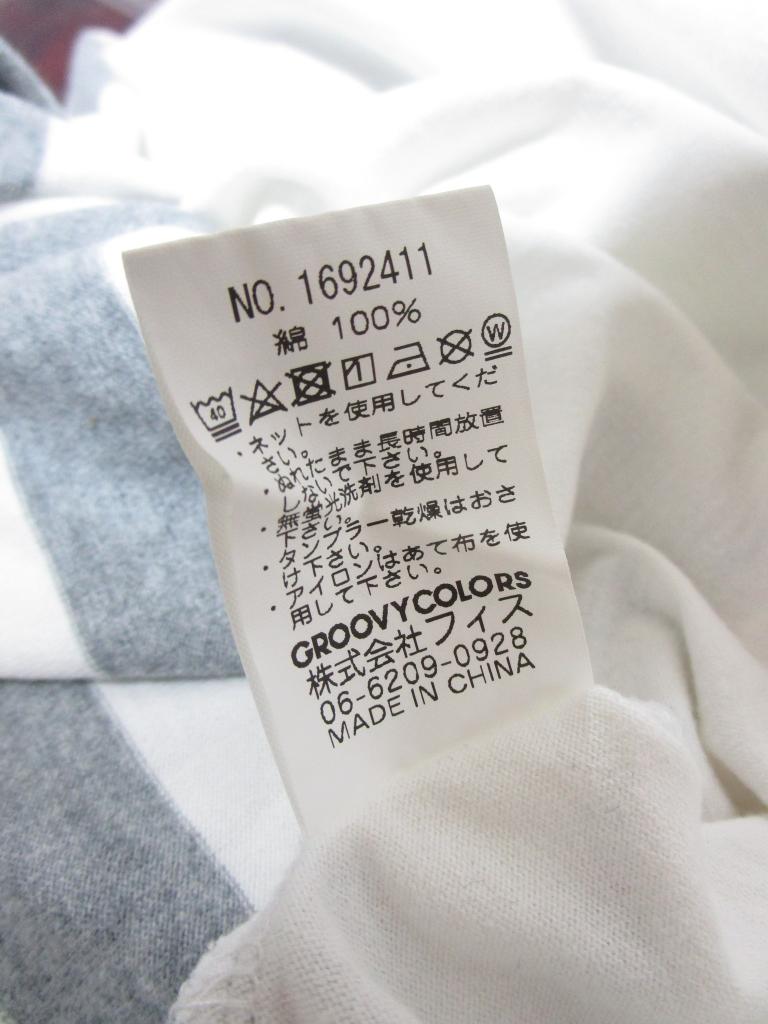 NO. 1692411
綿 100%
40 W
・ネットを使用してくだ
さい。
・ぬれたまま長時間放置
しないで下さい。
・無蛍光洗剤を使用して
下さい。
・タンブラー乾燥はおさ
け下さい。
・アイロンはあて布を使
用して下さい。
GROOVYCOLORS
株式会社フィス
06-6209-0928
MADE IN CHINA